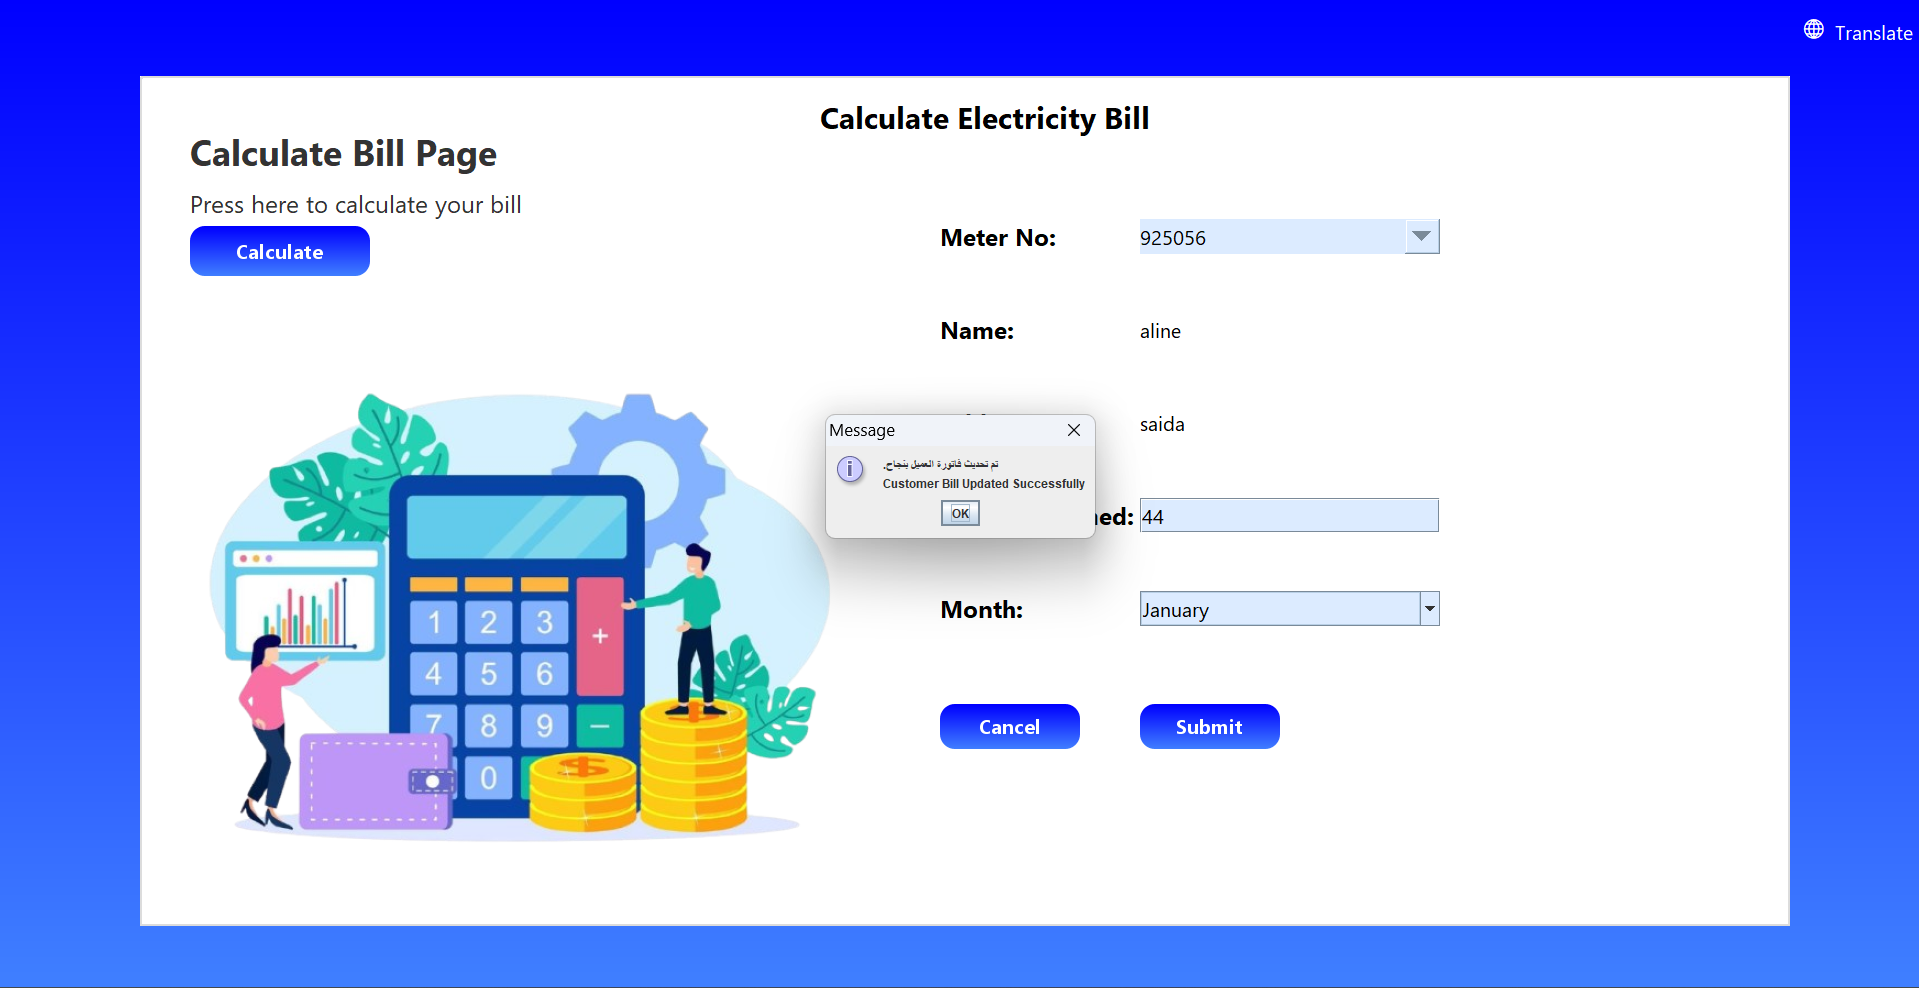 Translate
Calculate Electricity Bill
Calculate Bill Page
Press here to calculate your bill
Calculate
Meter No: 925056
Name: aline
saida
Message
تم تحديث فاتورة العميل بنجاح.
Customer Bill Updated Successfully
OK
44
Month: January
Cancel Submit
1 2 3 +
4 5 6
7 8 9 −
0
$
$